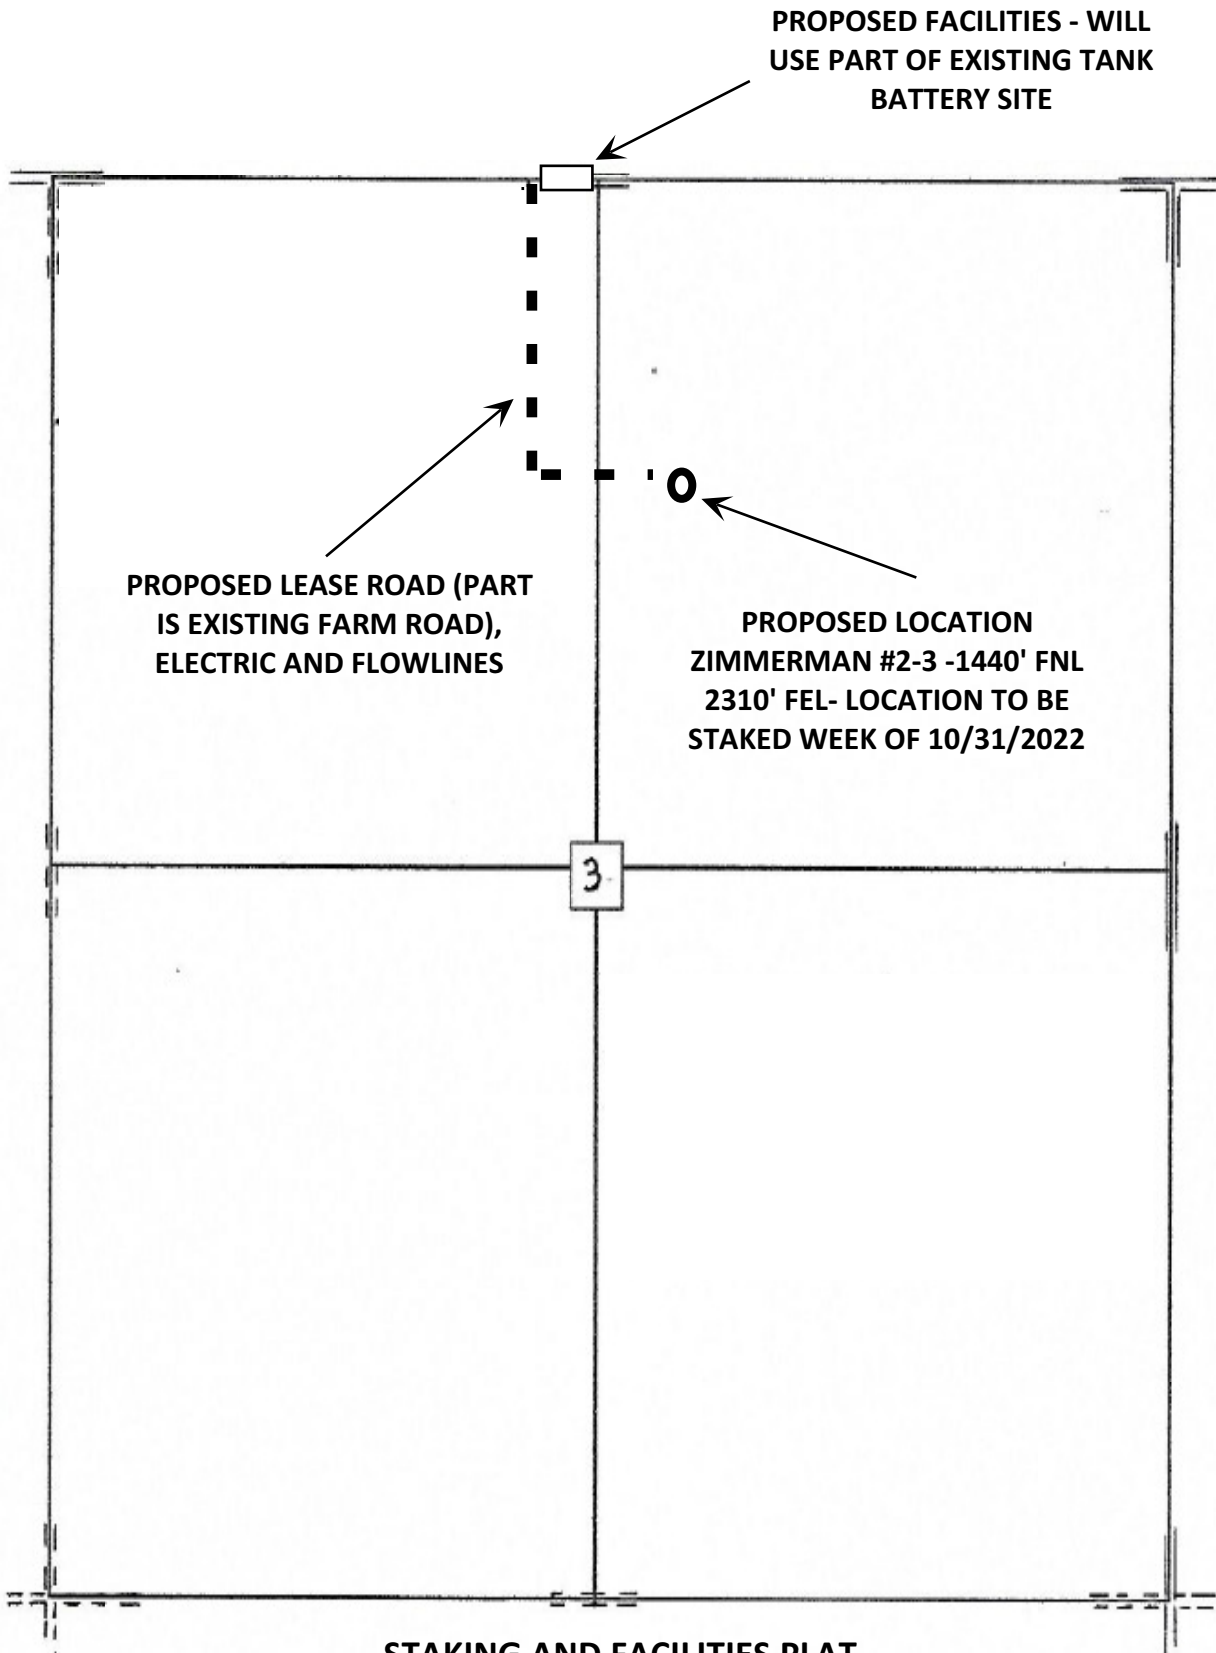 PROPOSED FACILITIES - WILL
USE PART OF EXISTING TANK
BATTERY SITE
PROPOSED LEASE ROAD (PART
IS EXISTING FARM ROAD),
ELECTRIC AND FLOWLINES
PROPOSED LOCATION
ZIMMERMAN #2-3 -1440' FNL
2310' FEL- LOCATION TO BE
STAKED WEEK OF 10/31/2022
3
STAKING AND FACILITIES PLAT